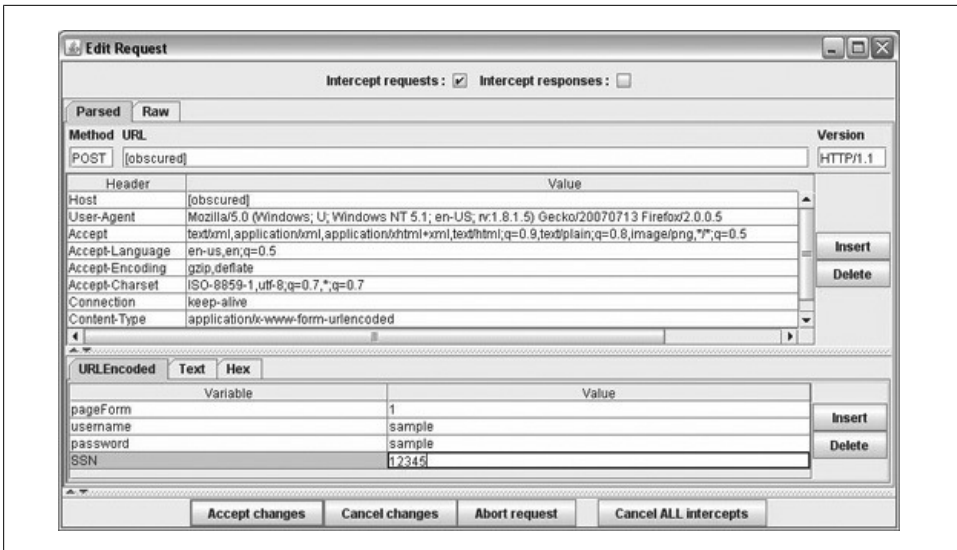 Edit Request
Intercept requests : Intercept responses :
Parsed Raw
Method URL Version
POST [obscured] HTTP/1.1
Header Value
Host [obscured]
User-Agent Mozilla/5.0 (Windows; U; Windows NT 5.1; en-US; rv:1.8.1.5) Gecko/20070713 Firefox/2.0.0.5
Accept text/xml,application/xml,application/xhtml+xml,text/html;q=0.9,text/plain;q=0.8,image/png,*/*;q=0.5
Accept-Language en-us,en;q=0.5
Accept-Encoding gzip,deflate
Accept-Charset ISO-8859-1,utf-8;q=0.7,*;q=0.7
Connection keep-alive
Content-Type application/x-www-form-urlencoded
Insert
Delete
URLEncoded Text Hex
Variable Value
pageForm 1
username sample
password sample
SSN 12345
Insert
Delete
Accept changes Cancel changes Abort request Cancel ALL intercepts